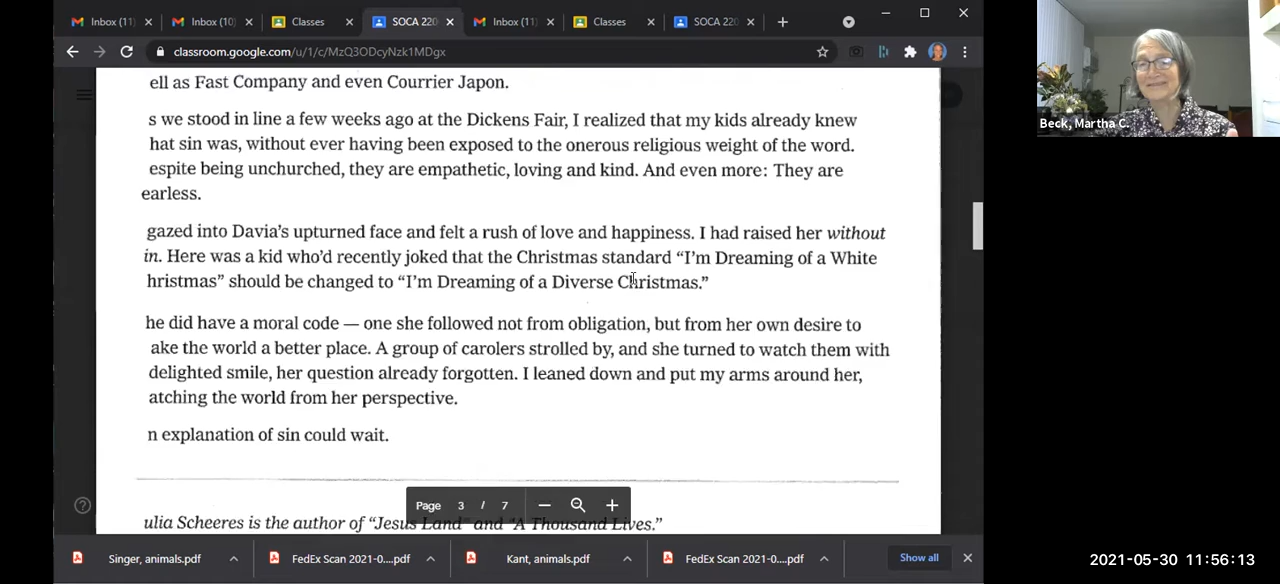 Inbox (11)
Inbox (10)
Classes
SOCA 220
Inbox (11)
Classes
SOCA 220
classroom.google.com/u/1/c/MzQ3ODcyNzk1MDgx
ell as Fast Company and even Courrier Japon.
s we stood in line a few weeks ago at the Dickens Fair, I realized that my kids already knew
hat sin was, without ever having been exposed to the onerous religious weight of the word.
espite being unchurched, they are empathetic, loving and kind. And even more: They are
earless.
gazed into Davia's upturned face and felt a rush of love and happiness. I had raised her without
in. Here was a kid who'd recently joked that the Christmas standard “I'm Dreaming of a White
hristmas” should be changed to “I'm Dreaming of a Diverse Christmas.”
he did have a moral code — one she followed not from obligation, but from her own desire to
ake the world a better place. A group of carolers strolled by, and she turned to watch them with
delighted smile, her question already forgotten. I leaned down and put my arms around her,
atching the world from her perspective.
n explanation of sin could wait.
Page 3 / 7
ulia Scheeres is the author of “Jesus Land” and “A Thousand Lives.”
Singer, animals.pdf
FedEx Scan 2021-0....pdf
Kant, animals.pdf
FedEx Scan 2021-0....pdf
Show all
Beck, Martha C.
2021-05-30 11:56:13